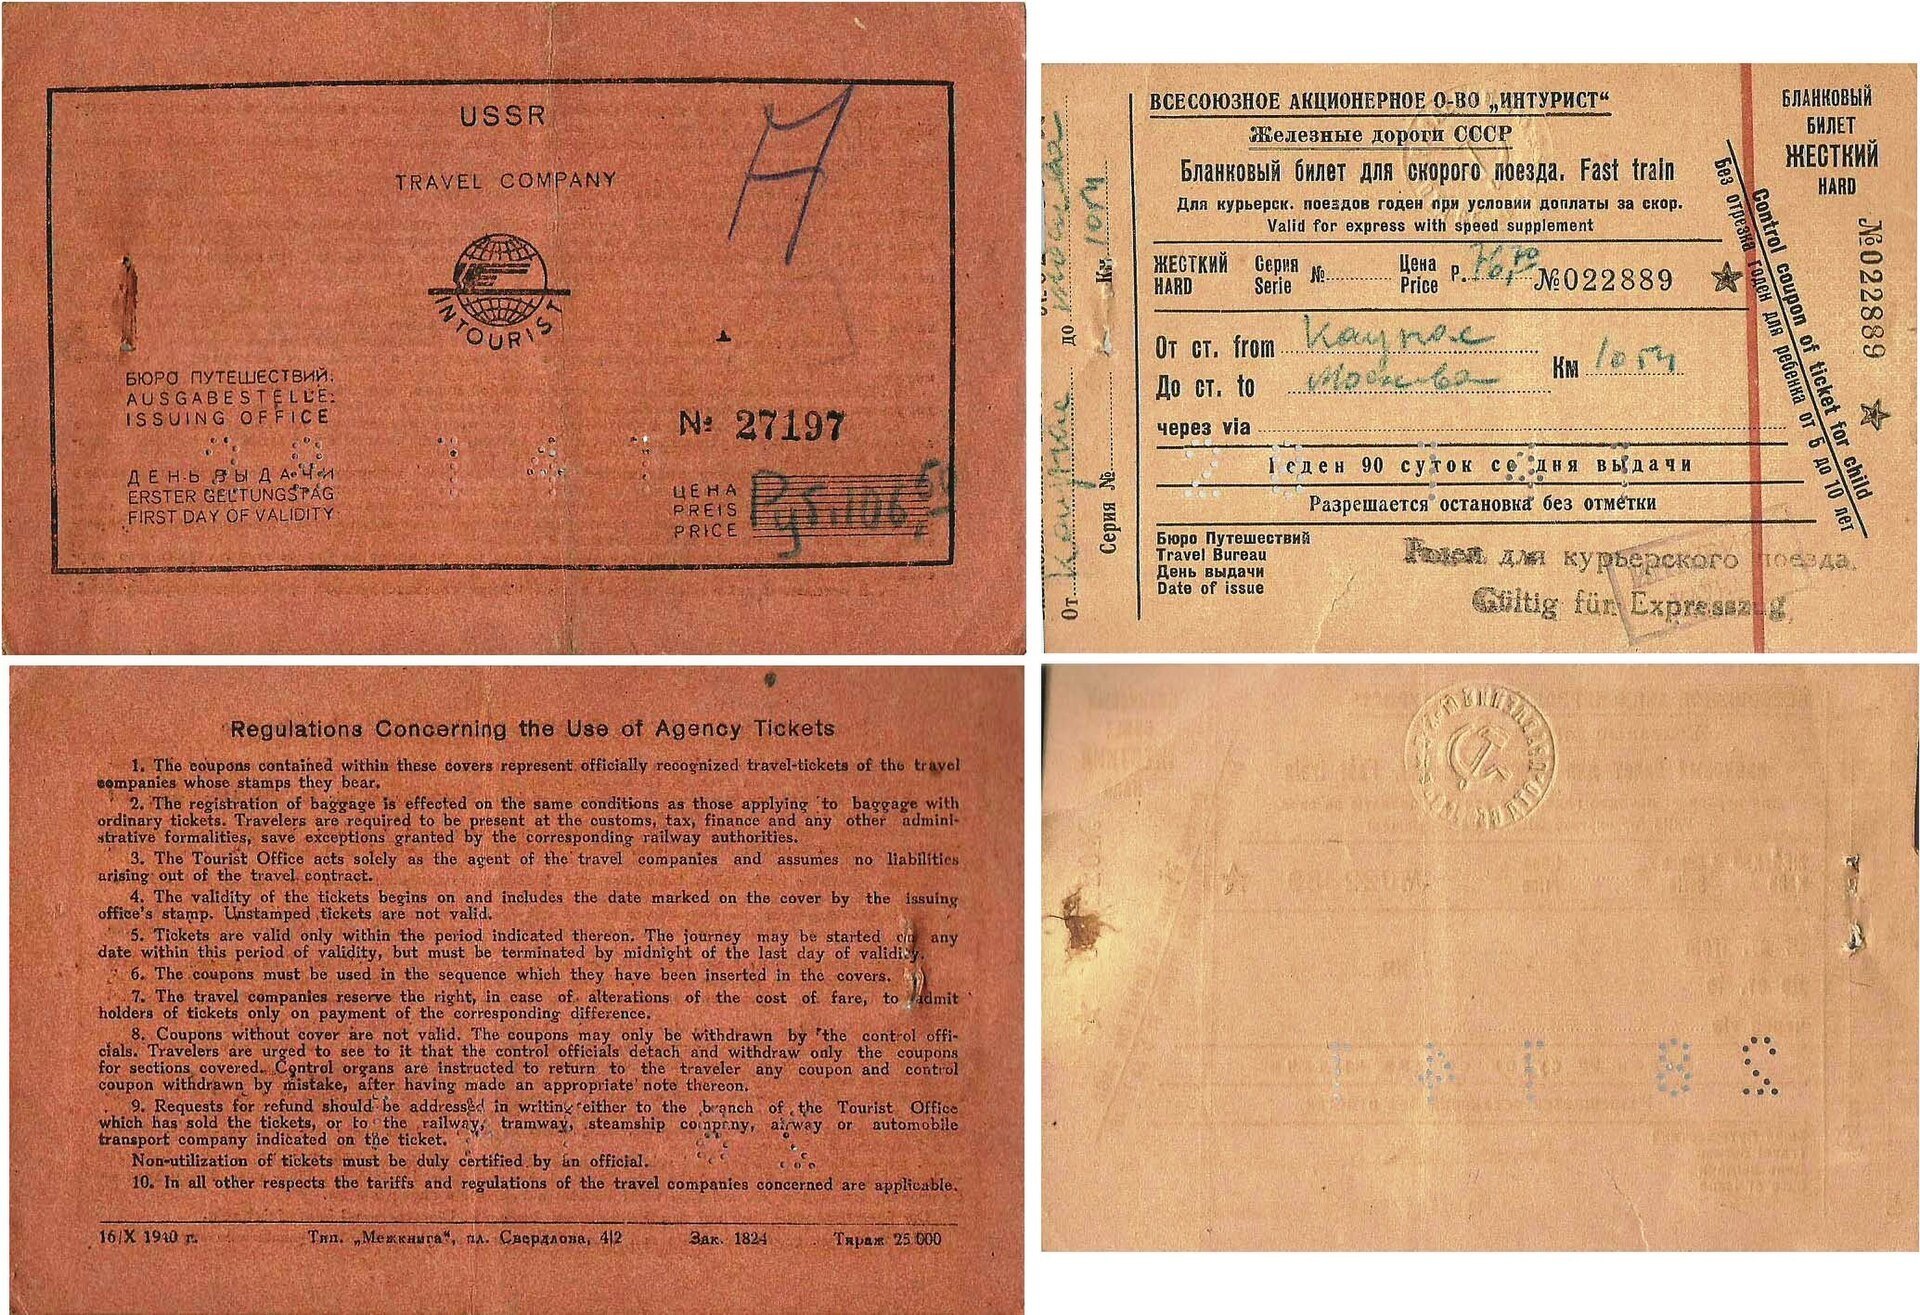 USSR
TRAVEL COMPANY
INTOURIST
БЮРО ПУТЕШЕСТВИЙ:
AUSGABESTELLE:
ISSUING OFFICE
№ 27197
ДЕНЬ ВЫДАЧИ
ERSTER GELTUNGSTAG
FIRST DAY OF VALIDITY:
ЦЕНА
PREIS
PRICE
Руб. 106,
ВСЕСОЮЗНОЕ АКЦИОНЕРНОЕ О-ВО „ИНТУРИСТ“
Железные дороги СССР
Бланковый билет для скорого поезда. Fast train
Для курьерск. поездов годен при условии доплаты за скор.
Valid for express with speed supplement
ЖЕСТКИЙ Серия № Цена Р. 76, №022889
HARD Serie Price
От ст. from Каунас
До ст. to Москва Км 1054
через via
Годен 90 суток со дня выдачи
Разрешается остановка без отметки
Бюро Путешествий
Travel Bureau
День выдачи
Date of issue
Годен для курьерского поезда.
Gültig für Expresszug
От Каунас до Москва
Серия № Км 1054
Control coupon of ticket for child
Без отрезка годен для ребенка от 5 до 10 лет
БЛАНКОВЫЙ
БИЛЕТ
ЖЕСТКИЙ
HARD
№022889
Regulations Concerning the Use of Agency Tickets
1. The coupons contained within these covers represent officially recognized travel-tickets of the travel
companies whose stamps they bear.
2. The registration of baggage is effected on the same conditions as those applying to baggage with
ordinary tickets. Travelers are required to be present at the customs, tax, finance and any other admini-
strative formalities, save exceptions granted by the corresponding railway authorities.
3. The Tourist Office acts solely as the agent of the travel companies and assumes no liabilities
arising out of the travel contract.
4. The validity of the tickets begins on and includes the date marked on the cover by the issuing
office's stamp. Unstamped tickets are not valid.
5. Tickets are valid only within the period indicated thereon. The journey may be started on any
date within this period of validity, but must be terminated by midnight of the last day of validity.
6. The coupons must be used in the sequence which they have been inserted in the covers.
7. The travel companies reserve the right, in case of alterations of the cost of fare, to admit
holders of tickets only on payment of the corresponding difference.
8. Coupons without cover are not valid. The coupons may only be withdrawn by the control offi-
cials. Travelers are urged to see to it that the control officials detach and withdraw only the coupons
for sections covered. Control organs are instructed to return to the traveler any coupon and control
coupon withdrawn by mistake, after having made an appropriate note thereon.
9. Requests for refund should be addressed in writing either to the branch of the Tourist Office
which has sold the tickets, or to the railway, tramway, steamship company, airway or automobile
transport company indicated on the ticket.
Non-utilization of tickets must be duly certified by an official.
10. In all other respects the tariffs and regulations of the travel companies concerned are applicable.
16/X 1940 г. Тип. „Межкнига“, пл. Свердлова, 4/2 Зак. 1824 Тираж 25 000